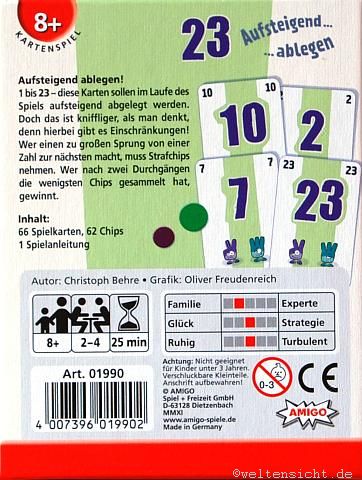 8+
KARTENSPIEL
23 Aufsteigend...
...ablegen
Aufsteigend ablegen!
1 bis 23 – diese Karten sollen im Laufe des
Spiels aufsteigend abgelegt werden.
Doch das ist kniffliger, als man denkt,
denn hierbei gibt es Einschränkungen!
Wer einen zu großen Sprung von einer
Zahl zur nächsten macht, muss Strafchips
nehmen. Wer nach zwei Durchgängen
die wenigsten Chips gesammelt hat,
gewinnt.
Inhalt:
66 Spielkarten, 62 Chips
1 Spielanleitung
10 10
10
2
2
7 7
7
23 23
23
Autor: Christoph Behre • Grafik: Oliver Freudenreich
8+ 2–4 25 min
Familie Experte
Glück Strategie
Ruhig Turbulent
Art. 01990
4 007396 019902
Achtung: Nicht geeignet
für Kinder unter 3 Jahren.
Verschluckbare Kleinteile.
Anschrift aufbewahren!
© AMIGO
Spiel + Freizeit GmbH
D-63128 Dietzenbach
MMXI
www.amigo-spiele.de
Made in Germany
0-3
CE
AMIGO
©weltensicht.de